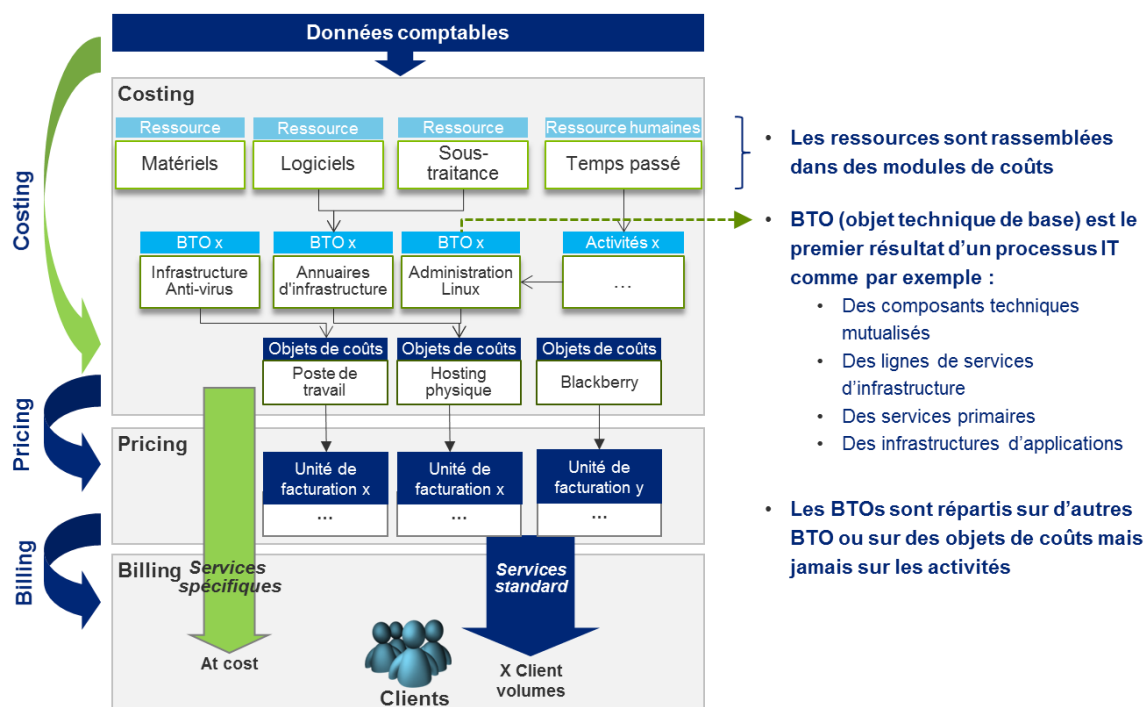 Données comptables
Costing
Ressource
Ressource
Ressource
Ressource humaines
Matériels
Logiciels
Sous-
traitance
Temps passé
BTO x
BTO x
BTO x
Activités x
Infrastructure
Anti-virus
Annuaires
d'infrastructure
Administration
Linux
...
Objets de coûts
Objets de coûts
Objets de coûts
Poste de
travail
Hosting
physique
Blackberry
Costing
Pricing
Pricing
Unité de
facturation x
Unité de
facturation x
Unité de
facturation y
...
...
...
Billing
Billing
Services
spécifiques
Services
standard
At cost
Clients
X Client
volumes
• Les ressources sont rassemblées
dans des modules de coûts
• BTO (objet technique de base) est le
premier résultat d’un processus IT
comme par exemple :
• Des composants techniques
mutualisés
• Des lignes de services
d’infrastructure
• Des services primaires
• Des infrastructures d’applications
• Les BTOs sont répartis sur d’autres
BTO ou sur des objets de coûts mais
jamais sur les activités